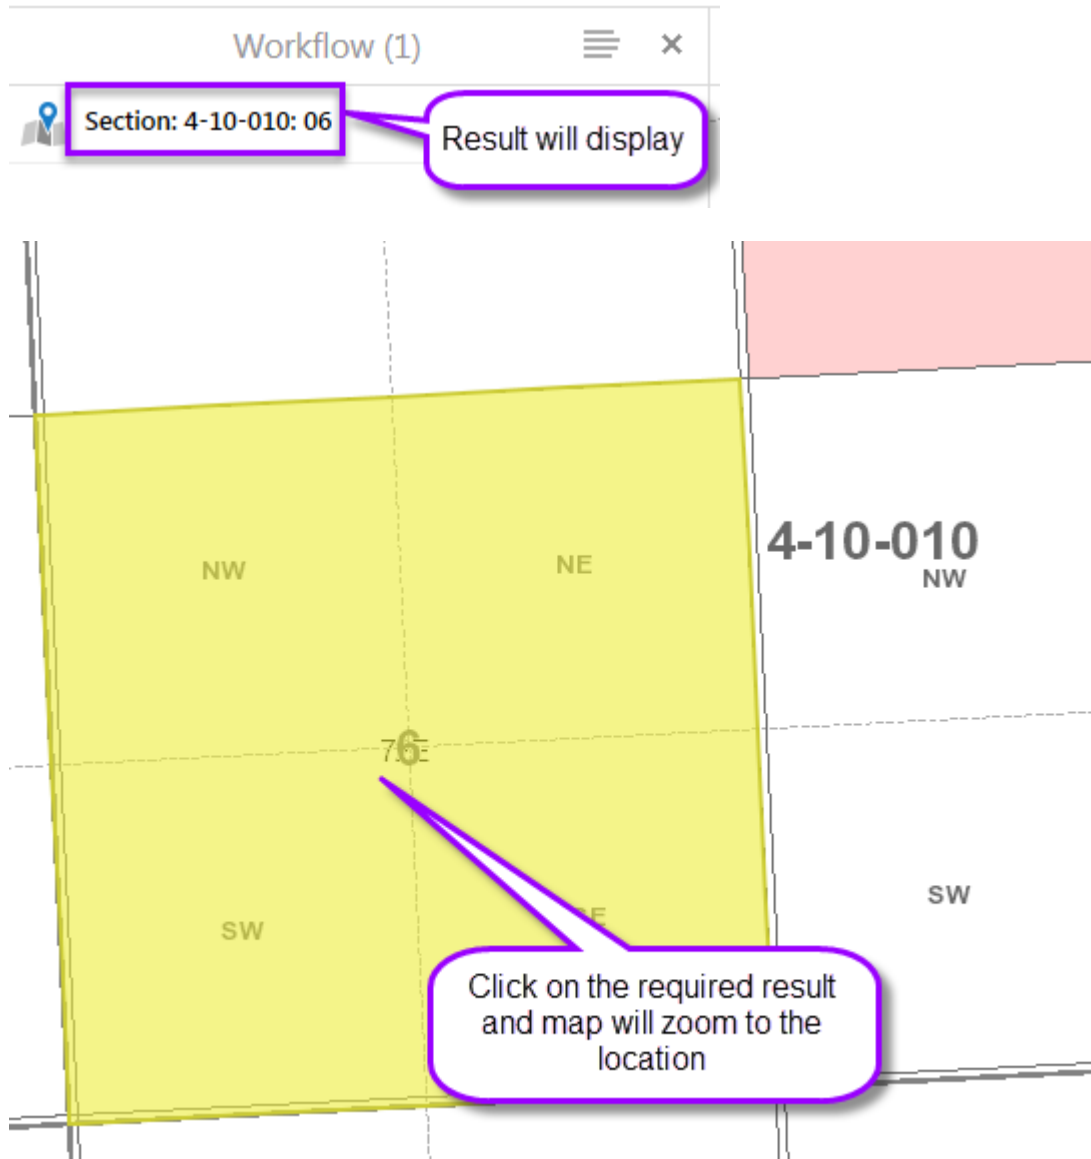 Workflow (1)
Section: 4-10-010: 06
Result will display
4-10-010
NW
NE
NW
6
SW
SW
Click on the required result
and map will zoom to the
location